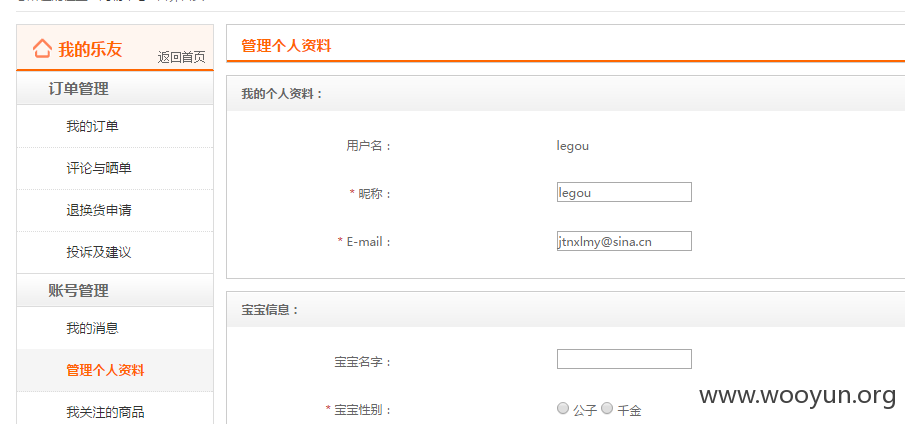 我的乐友
返回首页
订单管理
我的订单
评论与晒单
退换货申请
投诉及建议
账号管理
我的消息
管理个人资料
我关注的商品
管理个人资料
我的个人资料：
用户名： legou
* 昵称： legou
* E-mail： jtnxlmy@sina.cn
宝宝信息：
宝宝名字：
* 宝宝性别： 公子 千金
www.wooyun.org